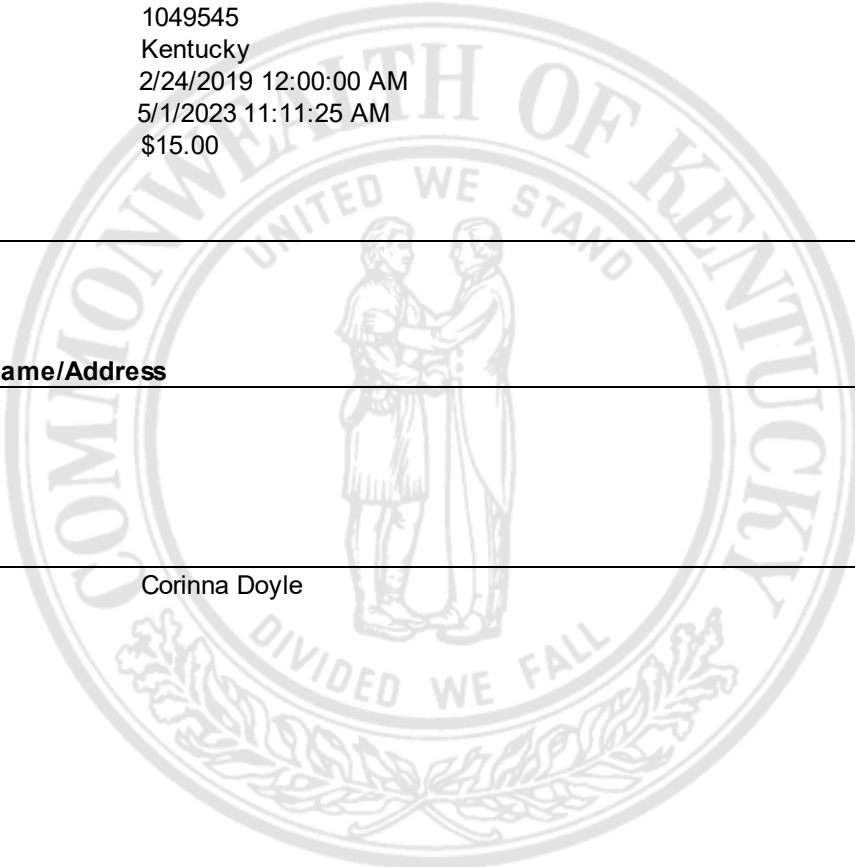 1049545
Kentucky
2/24/2019 12:00:00 AM
5/1/2023 11:11:25 AM
$15.00
COMMONWEALTH OF KENTUCKY
UNITED WE STAND
ame/Address
Corinna Doyle
DIVIDED WE FALL